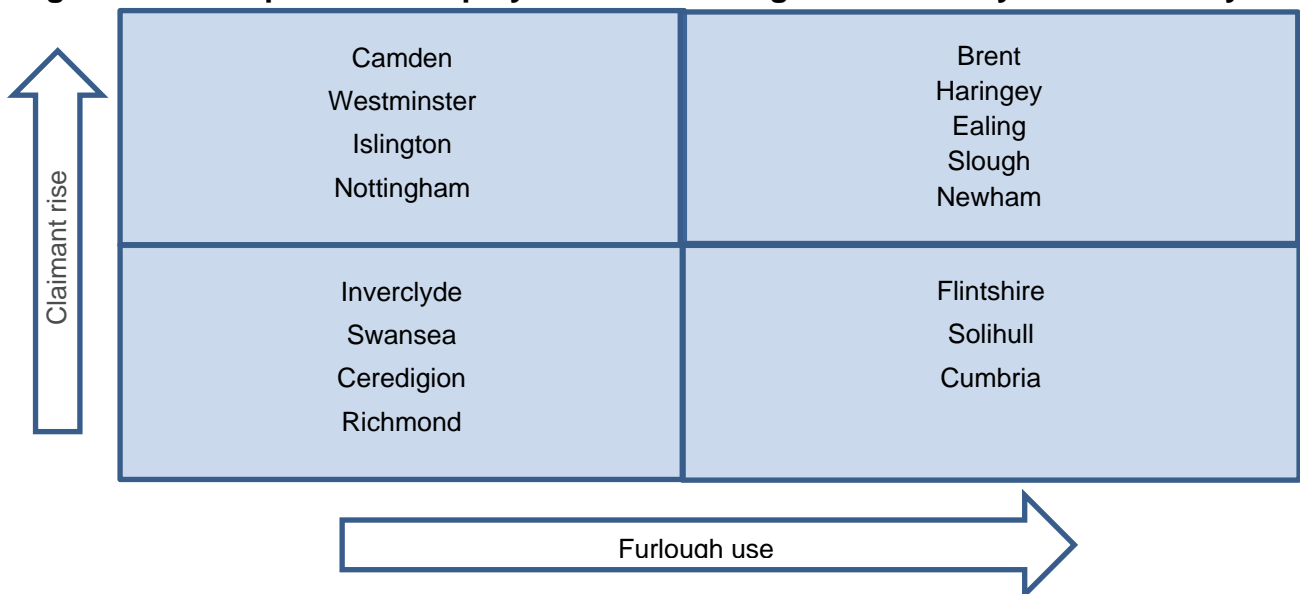 Camden
Westminster
Islington
Nottingham
Brent
Haringey
Ealing
Slough
Newham
Claimant rise
Inverclyde
Swansea
Ceredigion
Richmond
Flintshire
Solihull
Cumbria
Furlough use